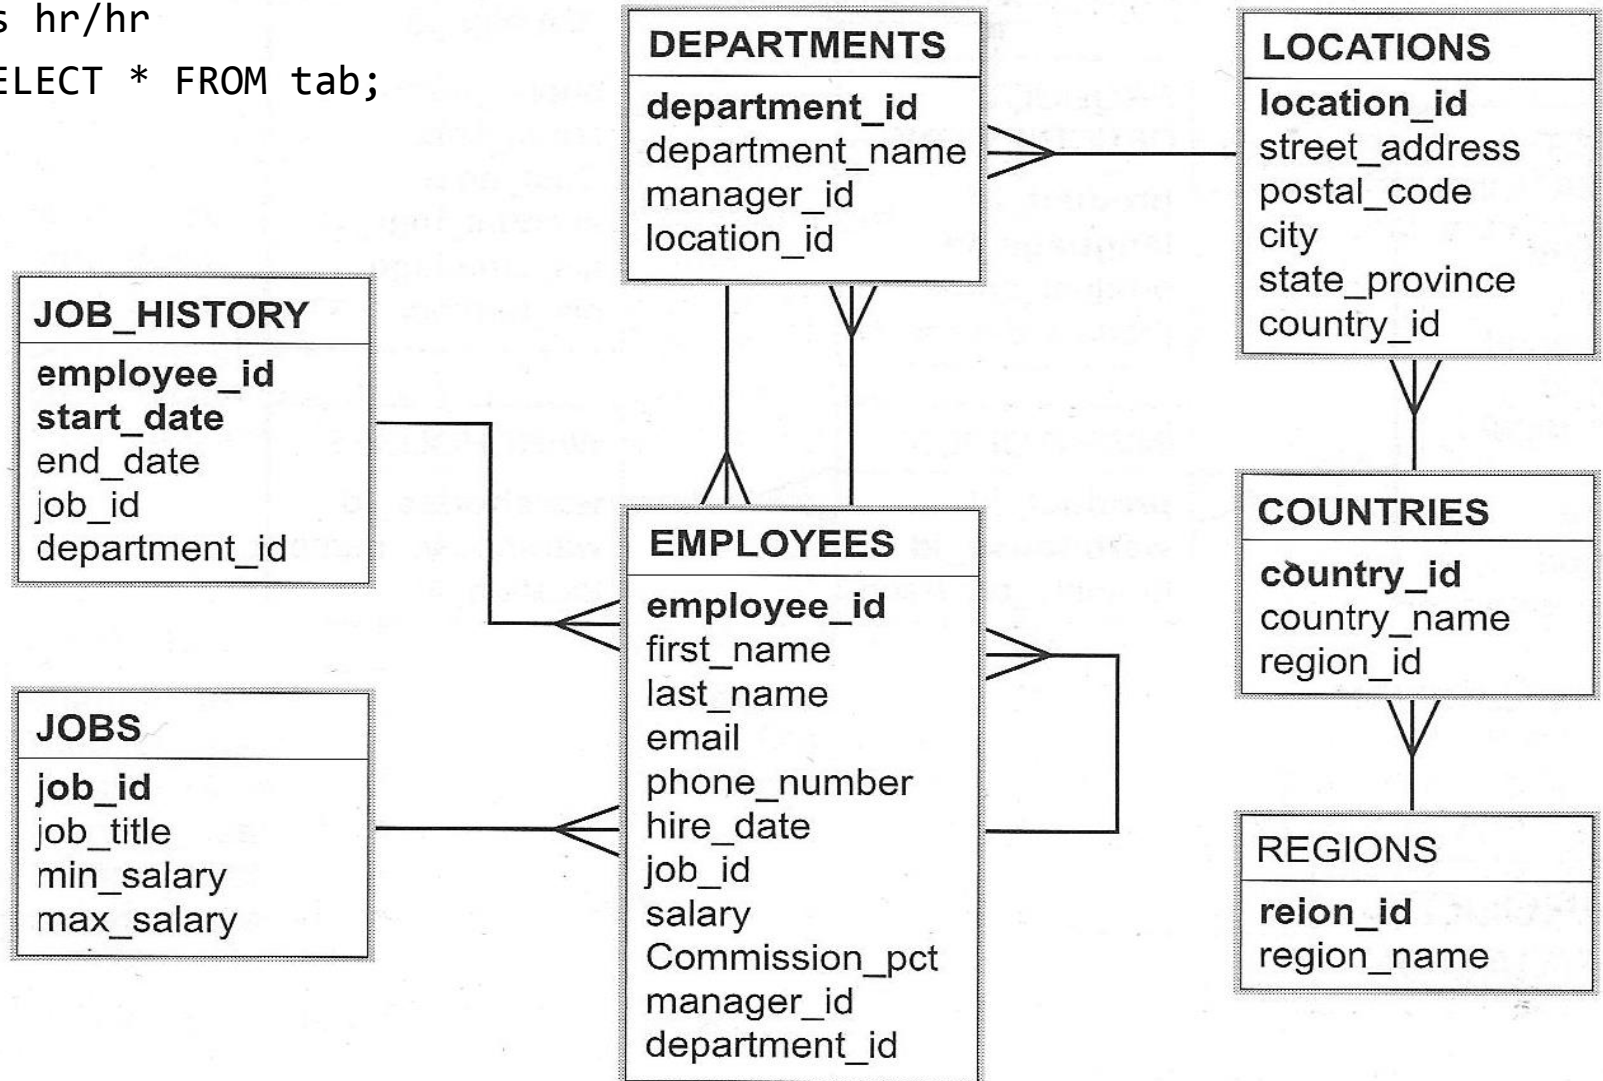 s hr/hr
ELECT * FROM tab;
DEPARTMENTS
department_id
department_name
manager_id
location_id
LOCATIONS
location_id
street_address
postal_code
city
state_province
country_id
JOB_HISTORY
employee_id
start_date
end_date
job_id
department_id
EMPLOYEES
employee_id
first_name
last_name
email
phone_number
hire_date
job_id
salary
Commission_pct
manager_id
department_id
COUNTRIES
country_id
country_name
region_id
JOBS
job_id
job_title
min_salary
max_salary
REGIONS
reion_id
region_name